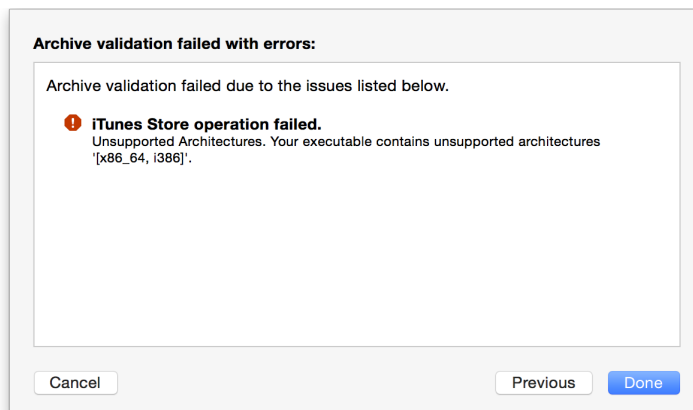 Archive validation failed with errors:
Archive validation failed due to the issues listed below.
iTunes Store operation failed.
Unsupported Architectures. Your executable contains unsupported architectures
'[x86_64, i386]'.
Cancel
Previous
Done